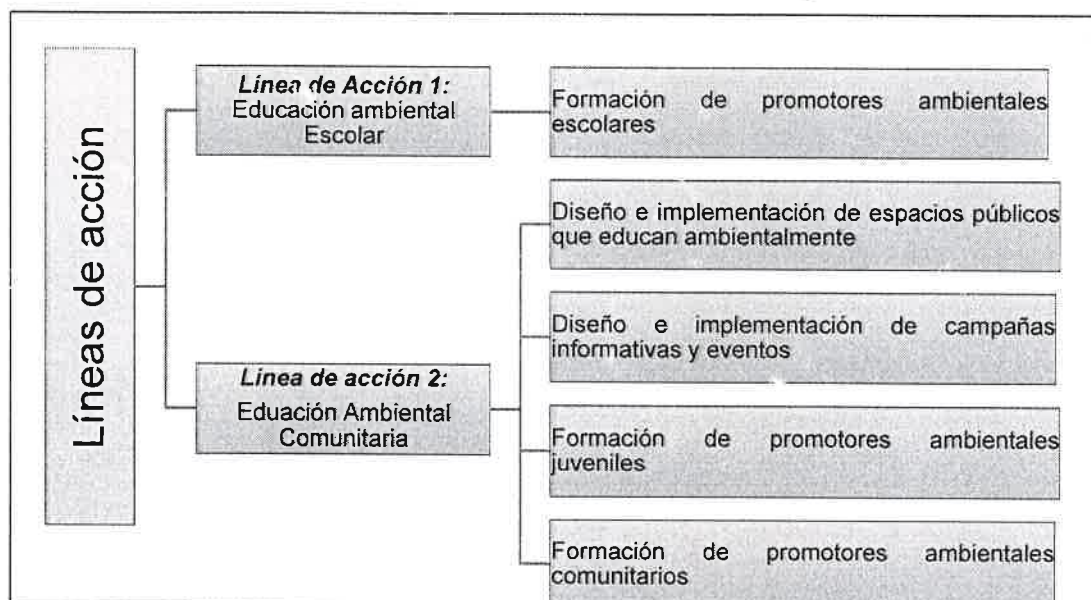 Líneas de acción
Línea de Acción 1:
Educación ambiental
Escolar
Formación de promotores ambientales
escolares
Línea de acción 2:
Eduación Ambiental
Comunitaria
Diseño e implementación de espacios públicos
que educan ambientalmente
Diseño e implementación de campañas
informativas y eventos
Formación de promotores ambientales
juveniles
Formación de promotores ambientales
comunitarios